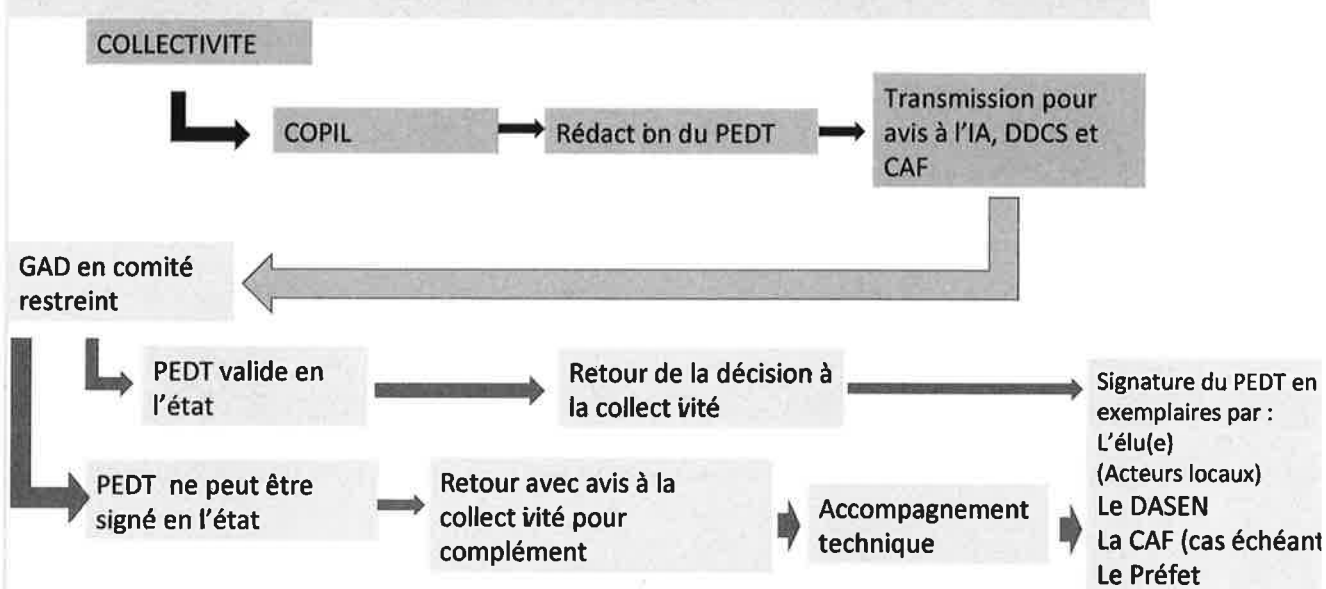 COLLECTIVITE
COPIL
Rédact on du PEDT
Transmission pour
avis à l'IA, DDCS et
CAF
GAD en comité
restreint
PEDT valide en
l'état
Retour de la décision à
la collect vité
Signature du PEDT en
exemplaires par :
L'élu(e)
(Acteurs locaux)
Le DASEN
La CAF (cas échéant
Le Préfet
PEDT ne peut être
signé en l'état
Retour avec avis à la
collect vité pour
complément
Accompagnement
technique